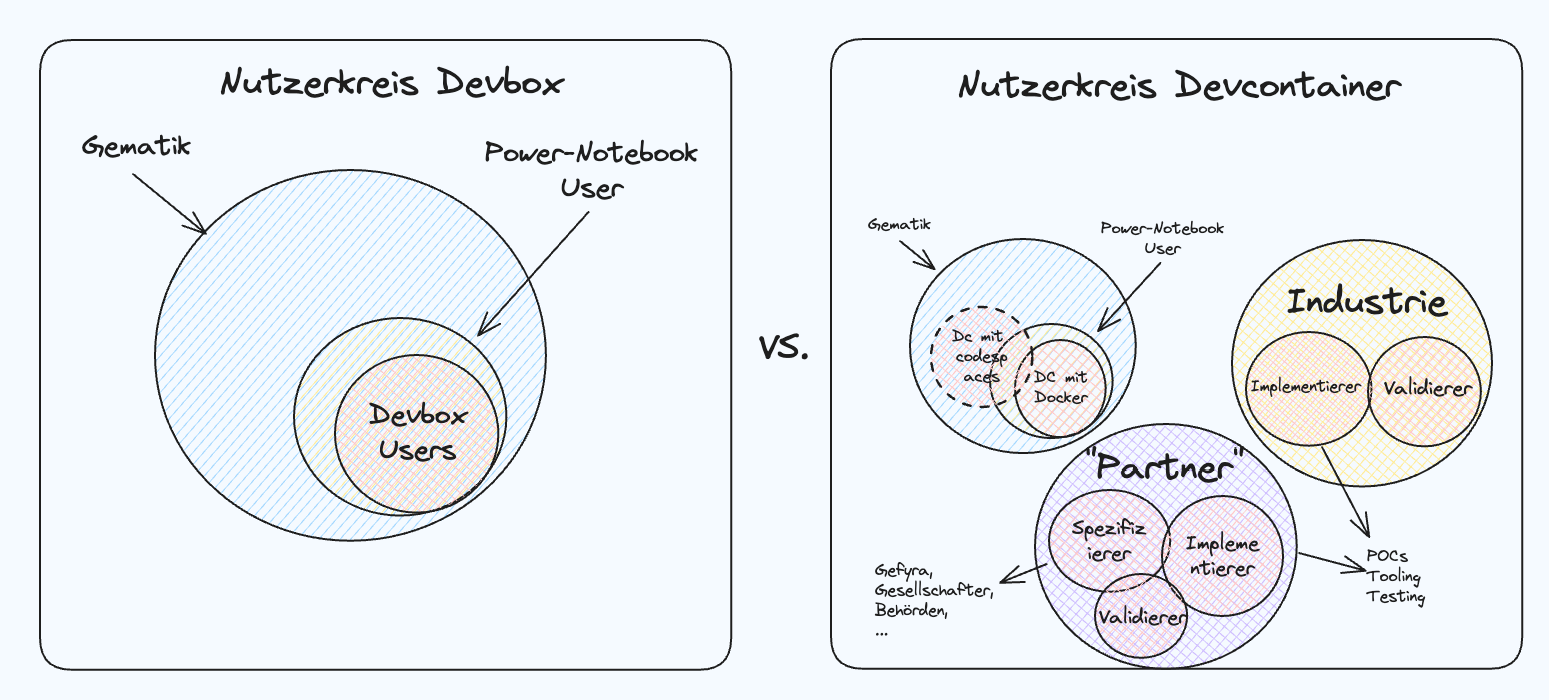 Nutzerkreis Devbox
Gematik
Power-Notebook
User
Devbox
Users
vs.
Nutzerkreis Devcontainer
Gematik
Power-Notebook
User
Dc mit
codesp
aces
DC mit
Docker
Industrie
Implementierer
Validierer
"Partner"
Spezifiz
ierer
Impleme
ntierer
Validierer
Gefyra,
Gesellschafter,
Behörden,
...
POCs
Tooling
Testing